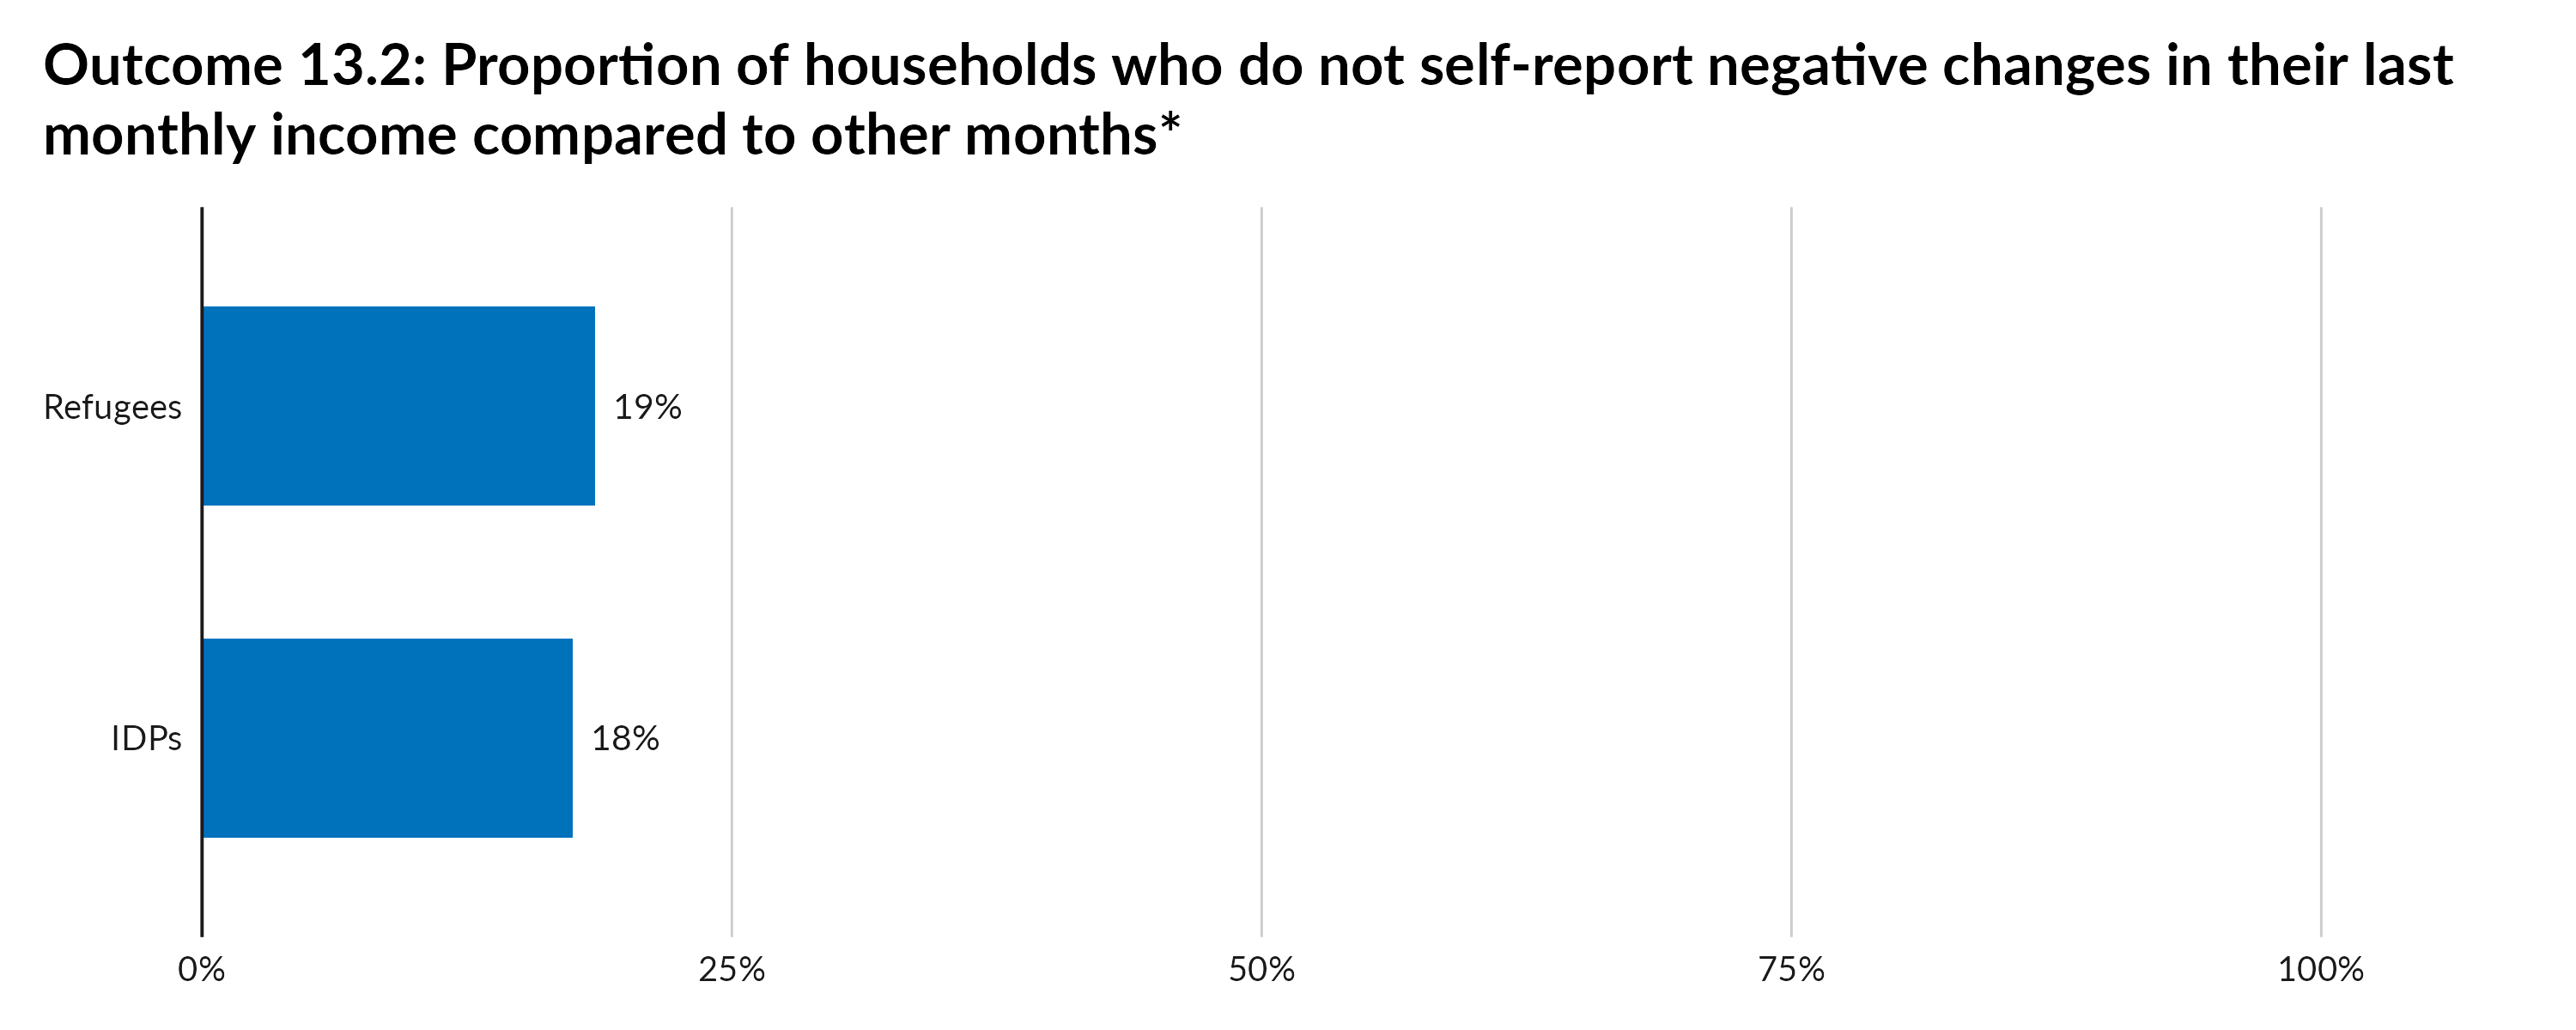 Outcome 13.2: Proportion of households who do not self-report negative changes in their last
monthly income compared to other months*
Refugees
19%
IDPs
18%
0%
25%
50%
75%
100%